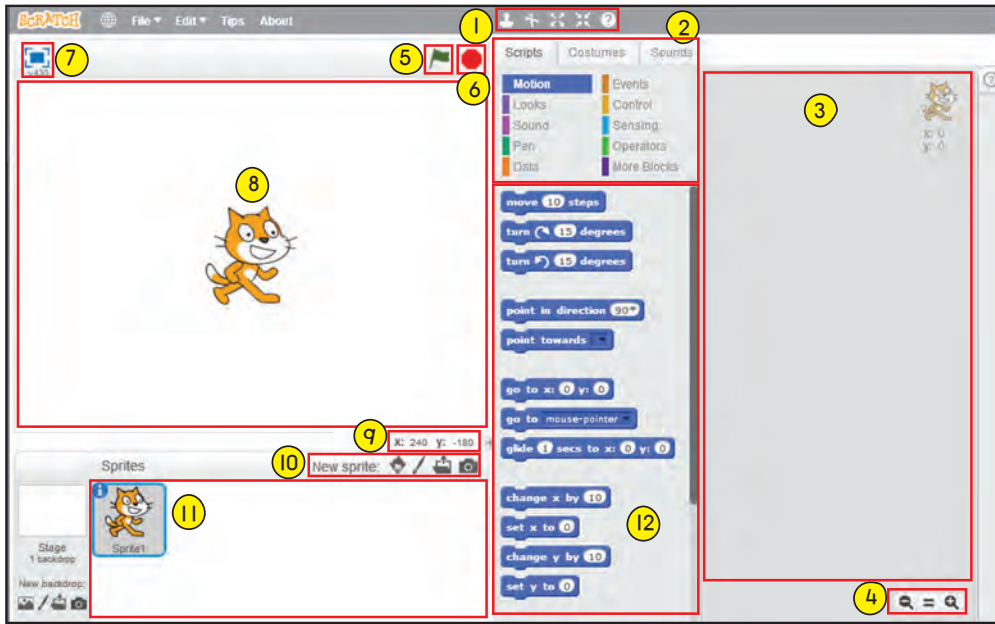 SCRATCH File Edit Tips About
1
2
7
v430
5
6
Scripts Costumes Sounds
Motion Events
Looks Control
Sound Sensing
Pen Operators
Data More Blocks
3
x: 0
y: 0
8
move 10 steps
turn 15 degrees
turn 15 degrees
point in direction 90
point towards
go to x: 0 y: 0
go to mouse-pointer
glide 1 secs to x: 0 y: 0
change x by 10
set x to 0
change y by 10
set y to 0
12
9
x: 240 y: -180
Sprites
10
New sprite:
11
Sprite1
Stage
1 backdrop
New backdrop:
4